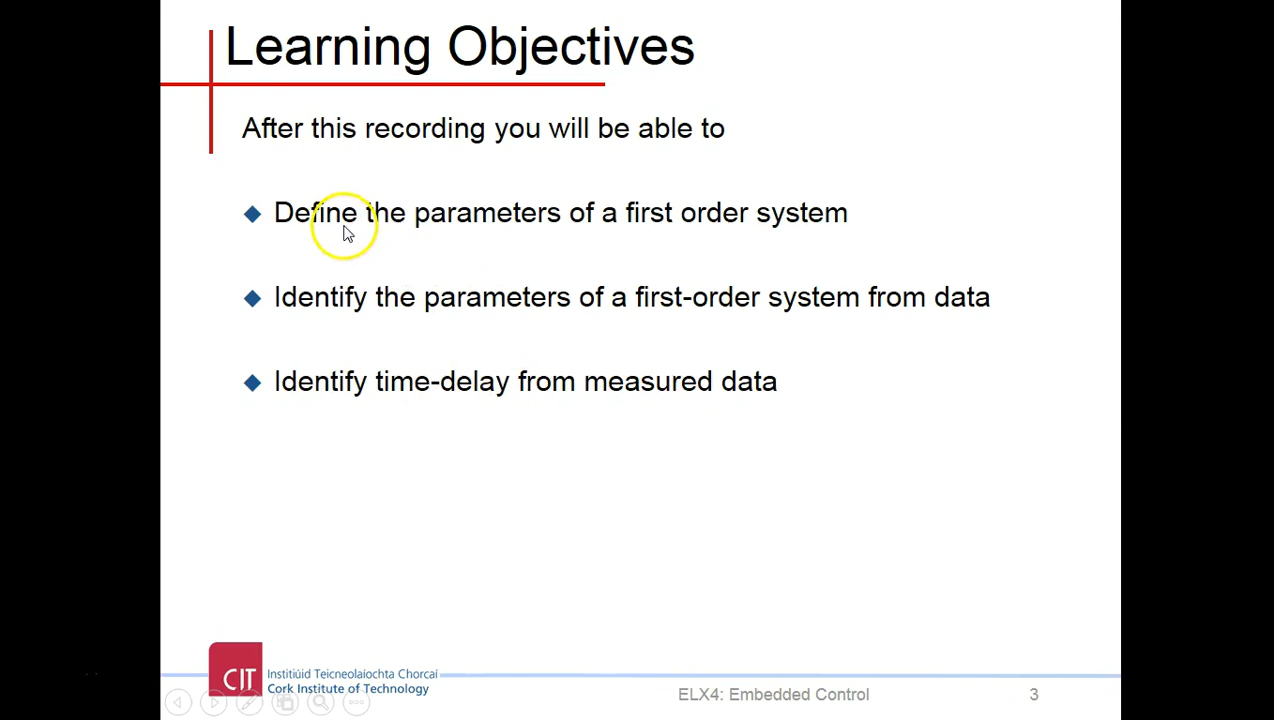 Learning Objectives
After this recording you will be able to
Define the parameters of a first order system
Identify the parameters of a first-order system from data
Identify time-delay from measured data
CIT
Institiúid Teicneolaíochta Chorcaí
Cork Institute of Technology
ELX4: Embedded Control
3